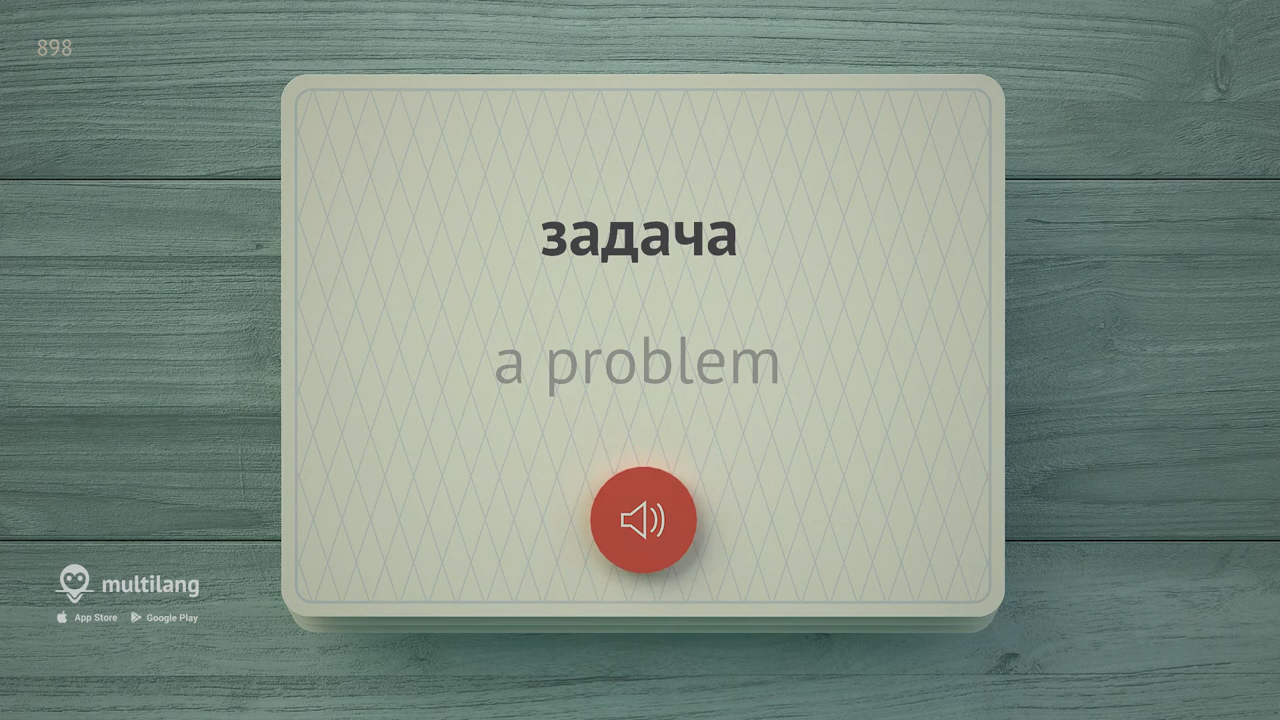 898
задача
a problem
multilang
App Store Google Play